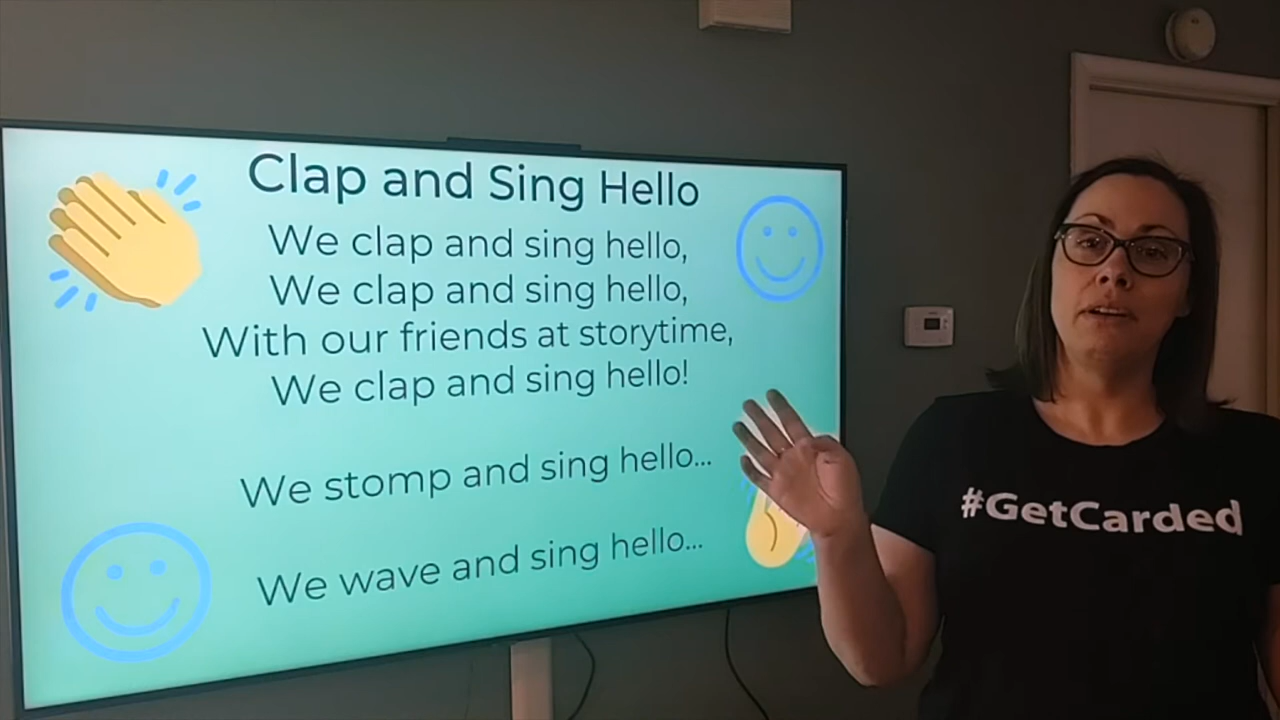 Clap and Sing Hello
We clap and sing hello,
We clap and sing hello,
With our friends at storytime,
We clap and sing hello!
We stomp and sing hello...
We wave and sing hello...
#GetCarded